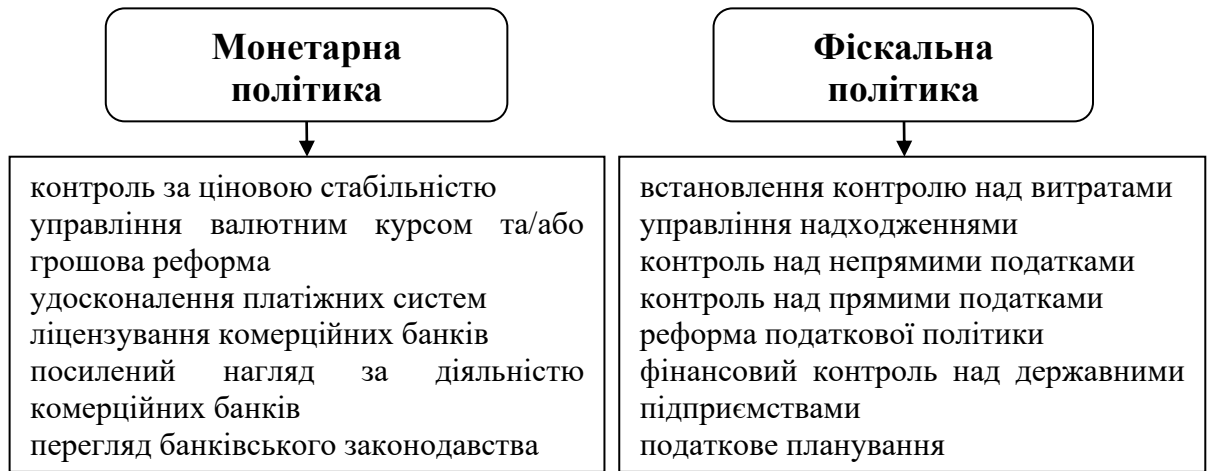 Монетарна
політика
контроль за ціновою стабільністю
управління валютним курсом та/або
грошова реформа
удосконалення платіжних систем
ліцензування комерційних банків
посилений нагляд за діяльністю
комерційних банків
перегляд банківського законодавства
Фіскальна
політика
встановлення контролю над витратами
управління надходженнями
контроль над непрямими податками
контроль над прямими податками
реформа податкової політики
фінансовий контроль над державними
підприємствами
податкове планування